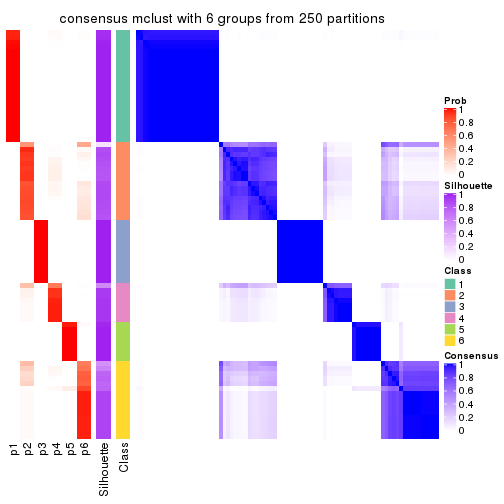 consensus mclust with 6 groups from 250 partitions
Prob
1
0.8
0.6
0.4
0.2
0
Silhouette
1
0.8
0.6
0.4
0.2
0
Class
1
2
3
4
5
6
Consensus
1
0.8
0.6
0.4
0.2
0
p1
p2
p3
p4
p5
p6
Silhouette
Class